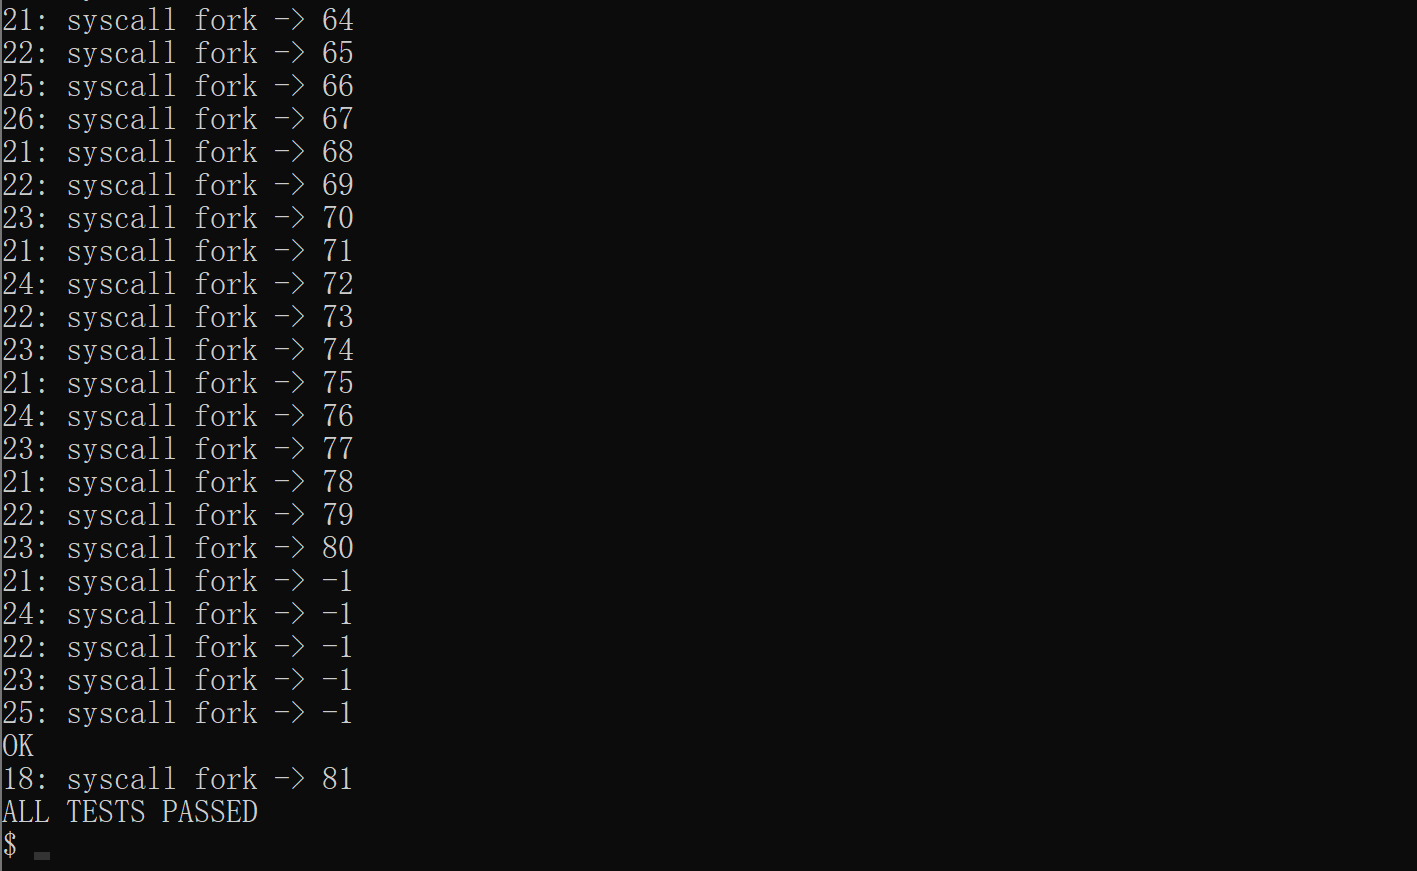 21: syscall fork -> 64
22: syscall fork -> 65
25: syscall fork -> 66
26: syscall fork -> 67
21: syscall fork -> 68
22: syscall fork -> 69
23: syscall fork -> 70
21: syscall fork -> 71
24: syscall fork -> 72
22: syscall fork -> 73
23: syscall fork -> 74
21: syscall fork -> 75
24: syscall fork -> 76
23: syscall fork -> 77
21: syscall fork -> 78
22: syscall fork -> 79
23: syscall fork -> 80
21: syscall fork -> -1
24: syscall fork -> -1
22: syscall fork -> -1
23: syscall fork -> -1
25: syscall fork -> -1
OK
18: syscall fork -> 81
ALL TESTS PASSED
$